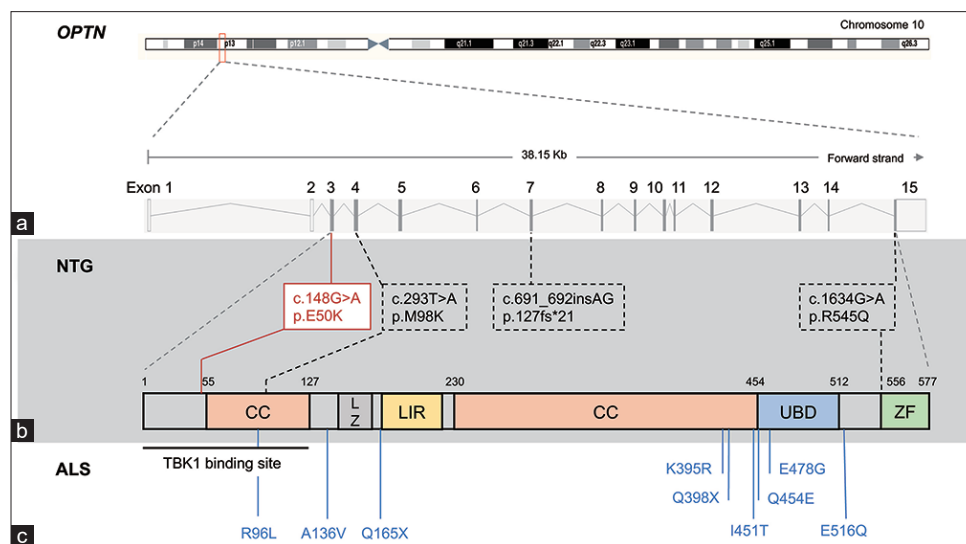 OPTN
Chromosome 10
p14 p13 p12.1 q21.1 q21.3 q22.1 q22.3 q23.1 q25.1 q26.3
38.15 Kb
Forward strand
Exon 1 2 3 4 5 6 7 8 9 10 11 12 13 14 15
a
NTG
c.148G>A
p.E50K
c.293T>A
p.M98K
c.691_692insAG
p.127fs*21
c.1634G>A
p.R545Q
1 55 127 230 454 512 556 577
CC
L
Z
LIR
CC
UBD
ZF
b
TBK1 binding site
ALS
K395R
E478G
Q398X
Q454E
R96L
A136V
Q165X
I451T
E516Q
c